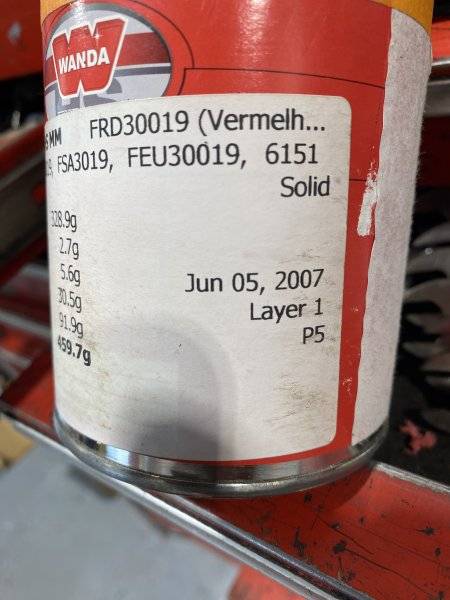 WANDA
MM FRD30019 (Vermelh...
FSA3019, FEU30019, 6151
Solid
328.9g
2.7g
5.6g
Jun 05, 2007
30.5g
Layer 1
91.9g
P5
459.7g